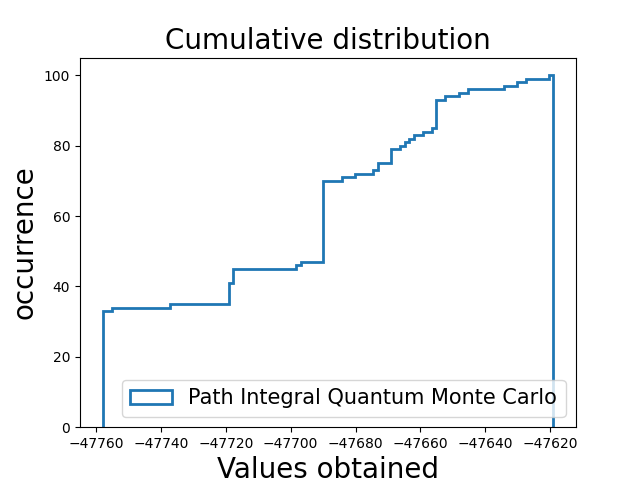 Cumulative distribution
100
80
60
40
20
0
occurrence
Path Integral Quantum Monte Carlo
−47760 −47740 −47720 −47700 −47680 −47660 −47640 −47620
Values obtained